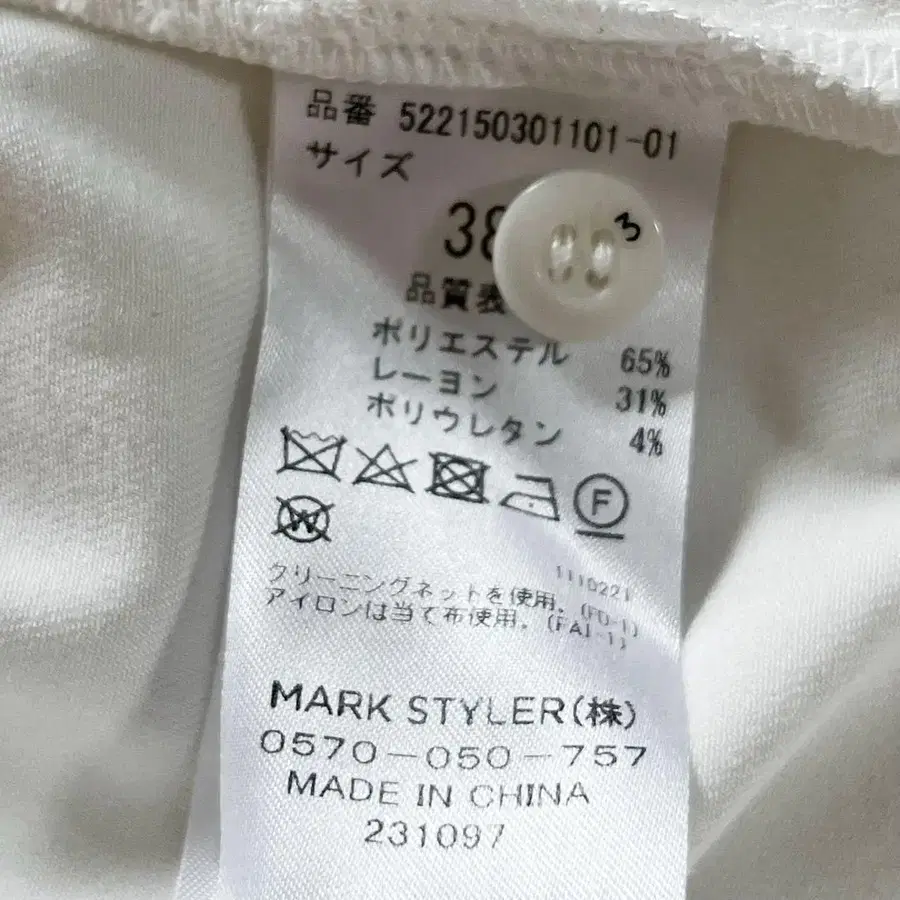 品番 522150301101-01
サイズ
38
品質表
ポリエステル 65%
レーヨン 31%
ポリウレタン 4%
F
W
1110221
クリーニングネットを使用。(FD-1)
アイロンは当て布使用。(FAI-1)
MARK STYLER(株)
0570-050-757
MADE IN CHINA
231097